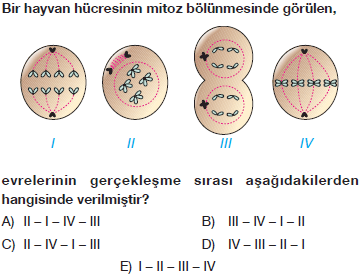 Bir hayvan hücresinin mitoz bölünmesinde görülen,
I II III IV
evrelerinin gerçekleşme sırası aşağıdakilerden
hangisinde verilmiştir?
A) II – I – IV – III B) III – IV – I – II
C) II – IV – I – III D) IV – III – II – I
E) I – II – III – IV